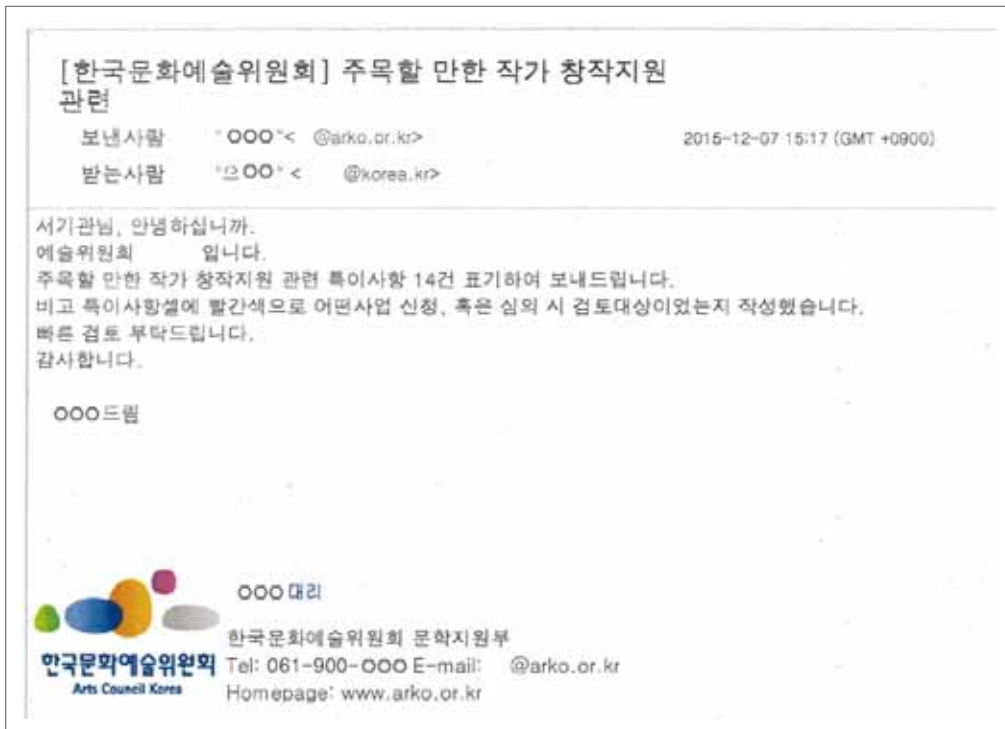 [한국문화예술위원회] 주목할 만한 작가 창작지원
관련
보낸사람 "OOO"< @arko.or.kr> 2015-12-07 15:17 (GMT +0900)
받는사람 "오OO"< @korea.kr>
서기관님, 안녕하십니까.
예술위원회 입니다.
주목할 만한 작가 창작지원 관련 특이사항 14건 표기하여 보내드립니다.
비고 특이사항셀에 빨간색으로 어떤사업 신청, 혹은 심의 시 검토대상이었는지 작성했습니다.
빠른 검토 부탁드립니다.
감사합니다.
OOO드림
OOO대리
한국문화예술위원회 문학지원부
한국문화예술위원회 Tel: 061-900-OOO E-mail: @arko.or.kr
Arts Council Korea Homepage: www.arko.or.kr